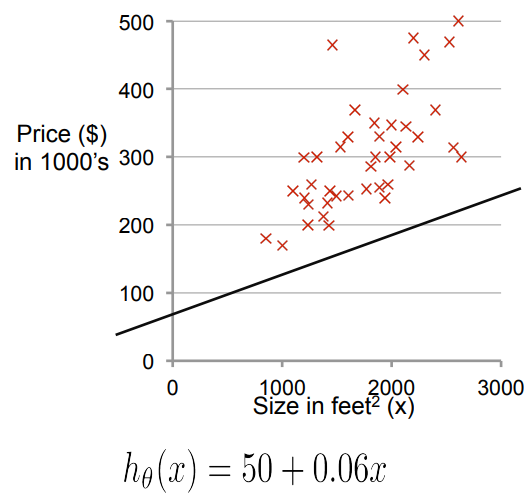 500
400
Price ($)
in 1000’s
300
200
100
0
0 1000 2000 3000
Size in feet² (x)
hθ(x) = 50 + 0.06x